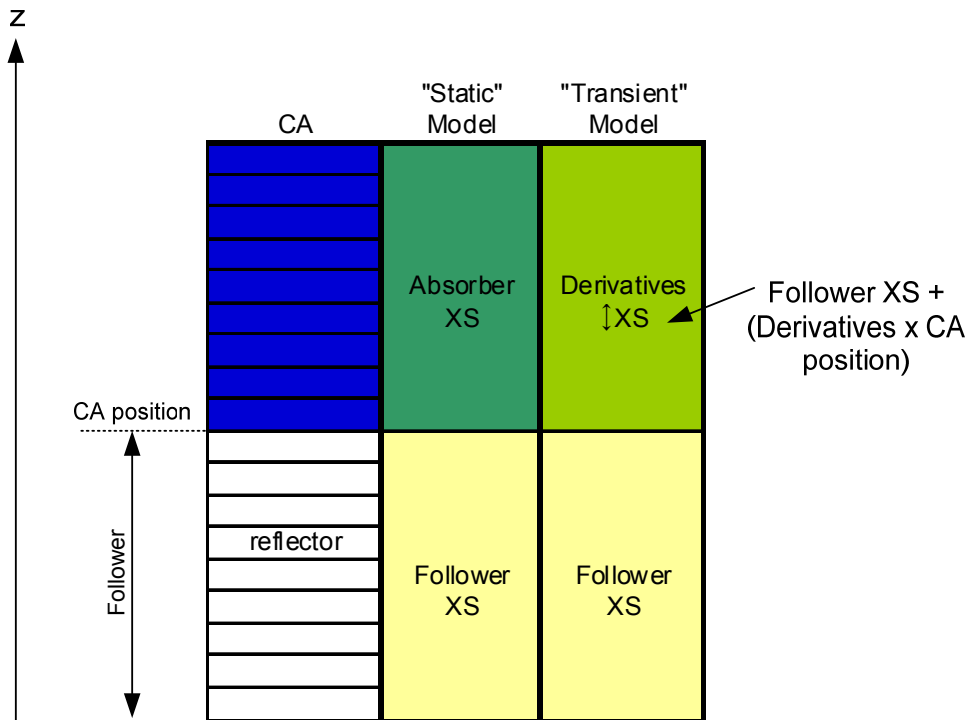 z
"Static"
Model
"Transient"
Model
CA
Absorber
XS
Derivatives
↕XS
Follower XS +
(Derivatives x CA
position)
CA position
Follower
reflector
Follower
XS
Follower
XS